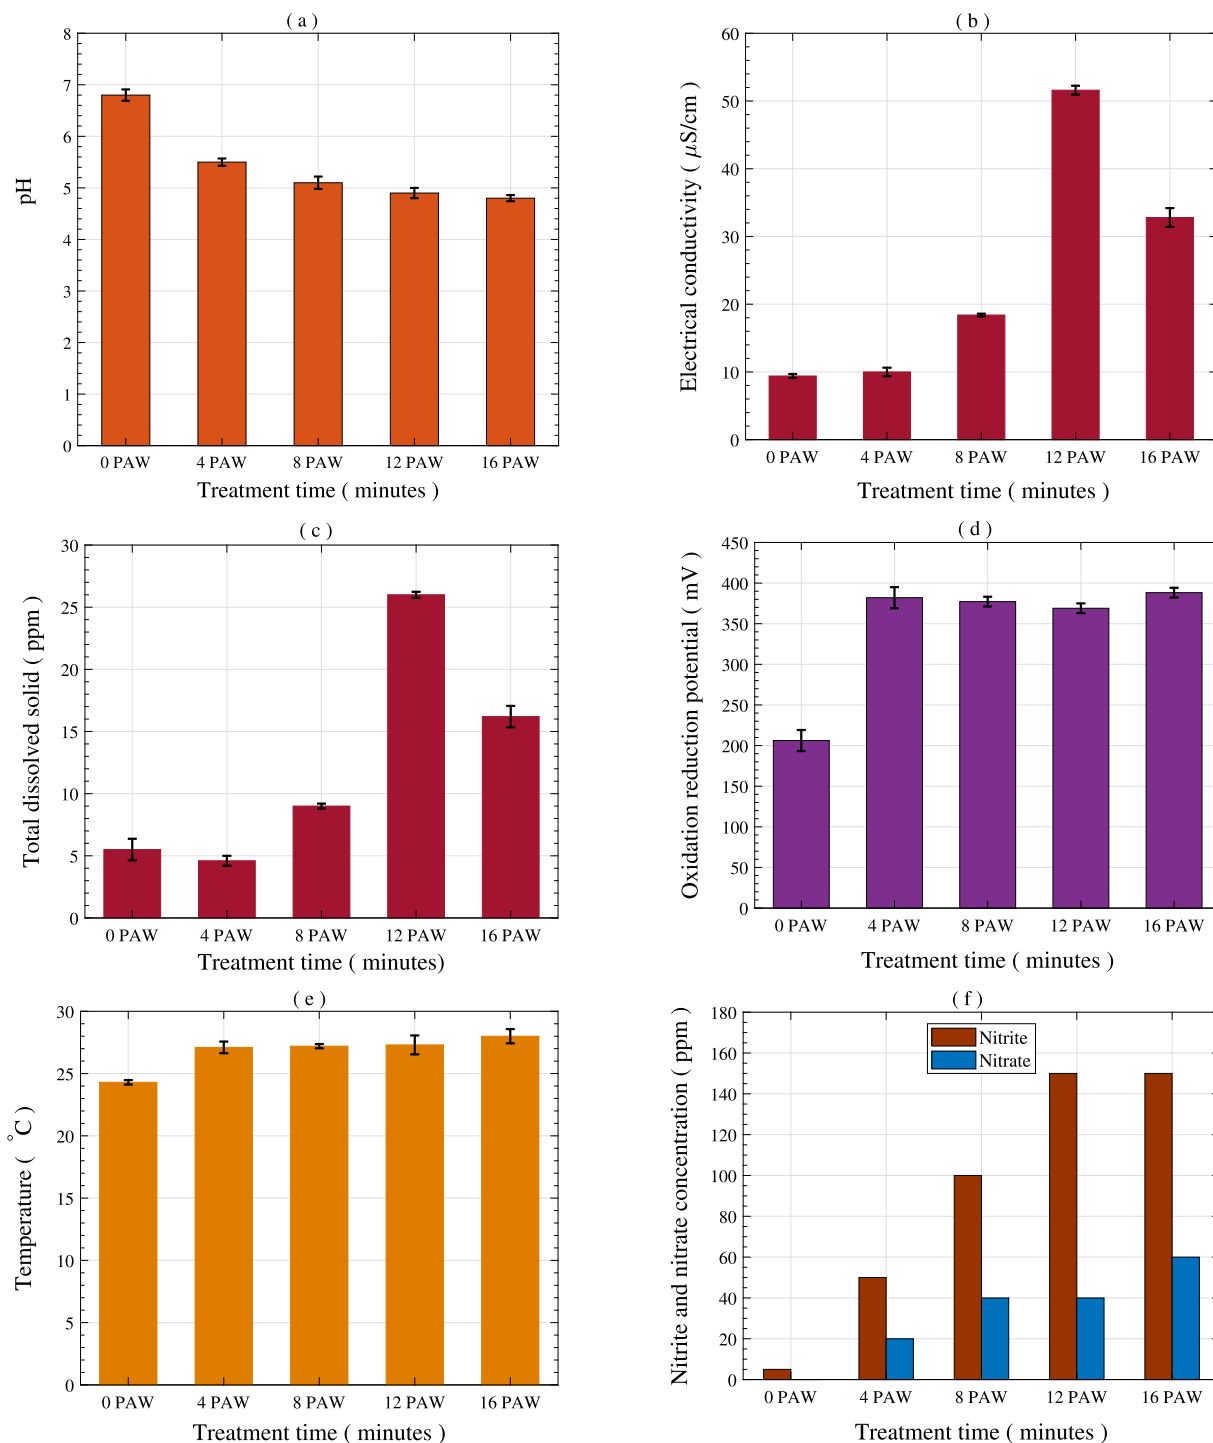 ( a )
8
7
6
5
4
3
2
1
0
pH
0 PAW 4 PAW 8 PAW 12 PAW 16 PAW
Treatment time ( minutes )
( b )
60
50
40
30
20
10
0
Electrical conductivity ( μS/cm )
0 PAW 4 PAW 8 PAW 12 PAW 16 PAW
Treatment time ( minutes )
( c )
30
25
20
15
10
5
0
Total dissolved solid ( ppm )
0 PAW 4 PAW 8 PAW 12 PAW 16 PAW
Treatment time ( minutes)
( d )
450
400
350
300
250
200
150
100
50
0
Oxidation reduction potential ( mV )
0 PAW 4 PAW 8 PAW 12 PAW 16 PAW
Treatment time ( minutes )
( e )
30
25
20
15
10
5
0
Temperature ( °C )
0 PAW 4 PAW 8 PAW 12 PAW 16 PAW
Treatment time ( minutes )
( f )
180
160
140
120
100
80
60
40
20
0
Nitrite and nitrate concentration ( ppm )
Nitrite
Nitrate
0 PAW 4 PAW 8 PAW 12 PAW 16 PAW
Treatment time ( minutes )